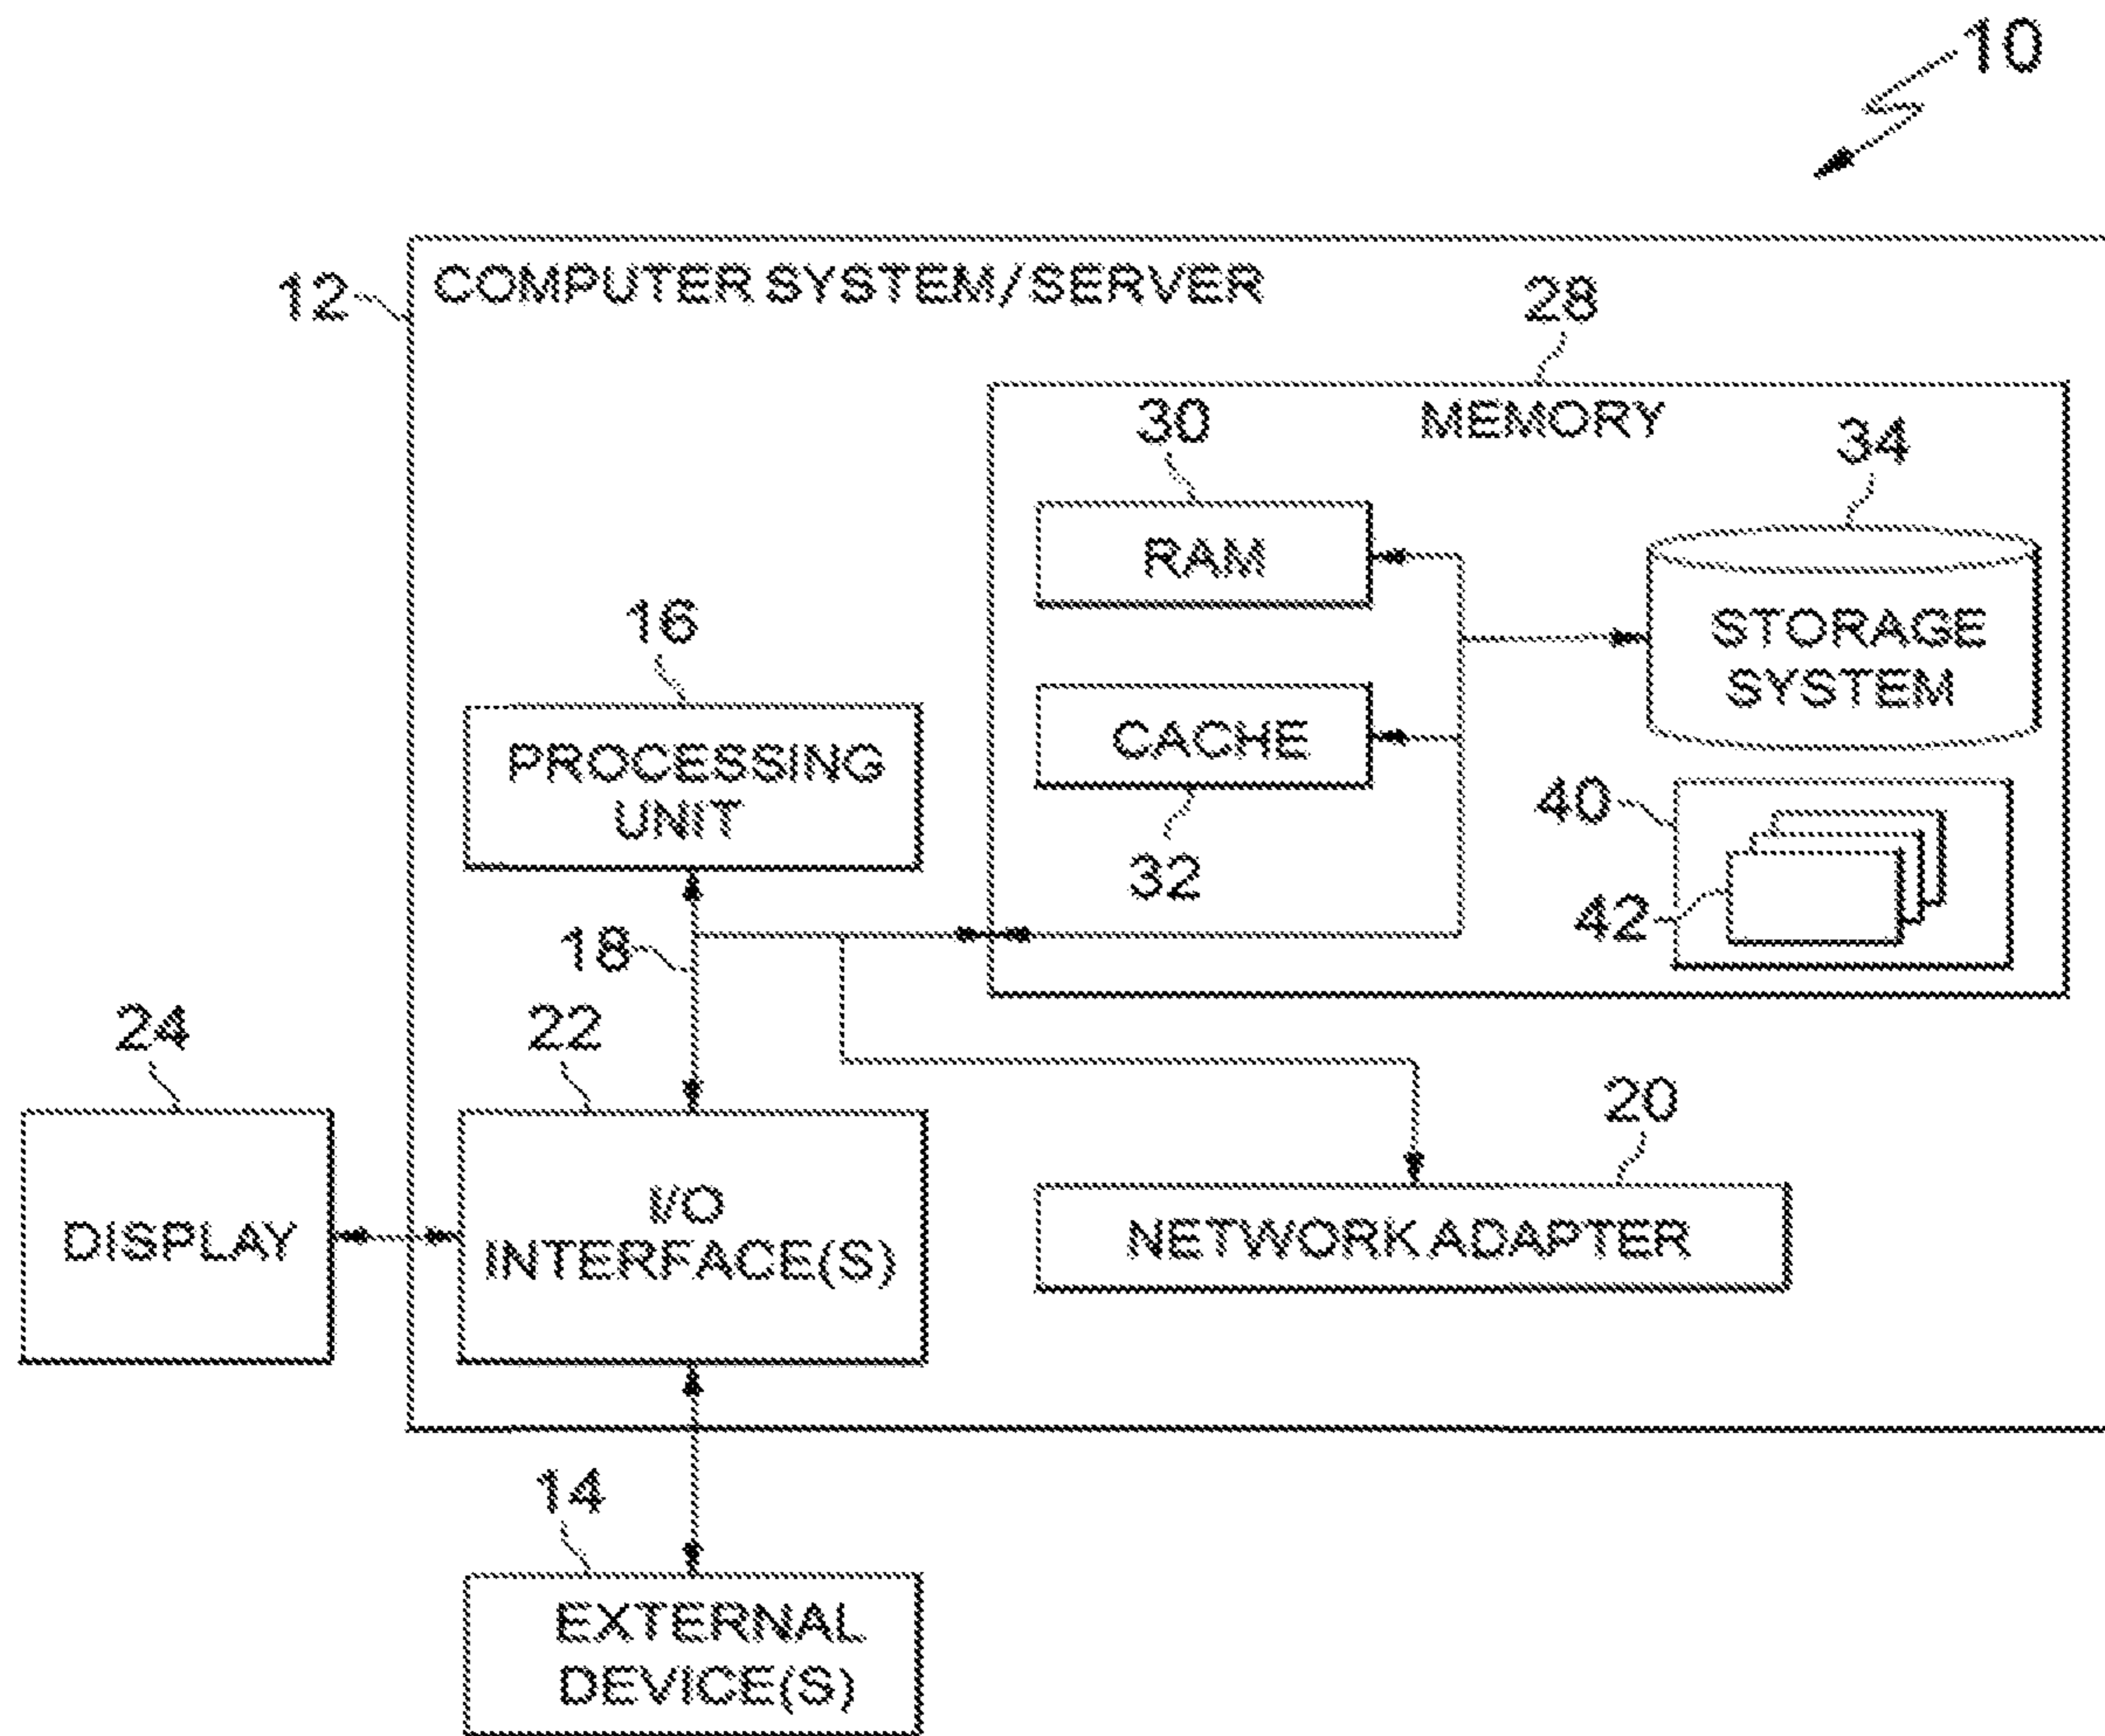 10
12
COMPUTER SYSTEM/SERVER
28
MEMORY
30
34
RAM
STORAGE
SYSTEM
16
PROCESSING
UNIT
CACHE
32
40
42
18
24
22
20
DISPLAY
I/O
INTERFACE(S)
NETWORK ADAPTER
14
EXTERNAL
DEVICE(S)